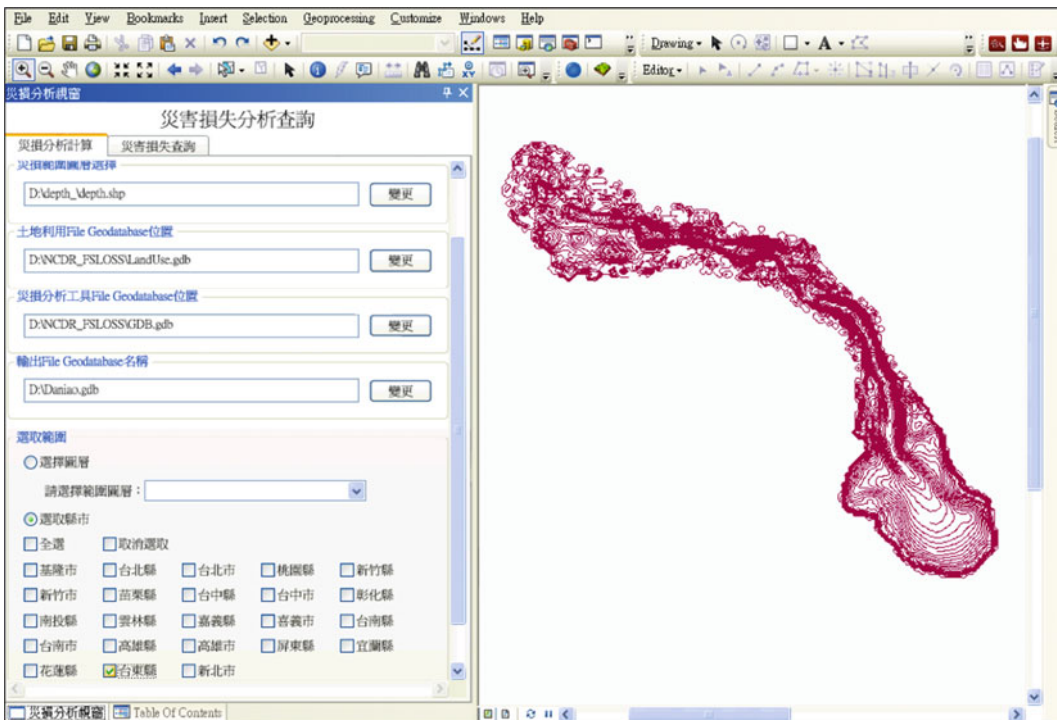 File Edit View Bookmarks Insert Selection Geoprocessing Customize Windows Help
Drawing
A
Editor
災損分析視窗
災害損失分析查詢
災損分析計算 災害損失查詢
災損範圍圖層選擇
D:\depth_\depth.shp 變更
土地利用File Geodatabase位置
D:\NCDR_FSLOSS\LandUse.gdb 變更
災損分析工具File Geodatabase位置
D:\NCDR_FSLOSS\GDB.gdb 變更
輸出File Geodatabase名稱
D:\Daniao.gdb 變更
選取範圍
選擇圖層
請選擇範圍圖層：
選取縣市
全選 取消選取
基隆市 台北縣 台北市 桃園縣 新竹縣
新竹市 苗栗縣 台中縣 台中市 彰化縣
南投縣 雲林縣 嘉義縣 嘉義市 台南縣
台南市 高雄縣 高雄市 屏東縣 宜蘭縣
花蓮縣 台東縣 新北市
災損分析視窗 Table Of Contents